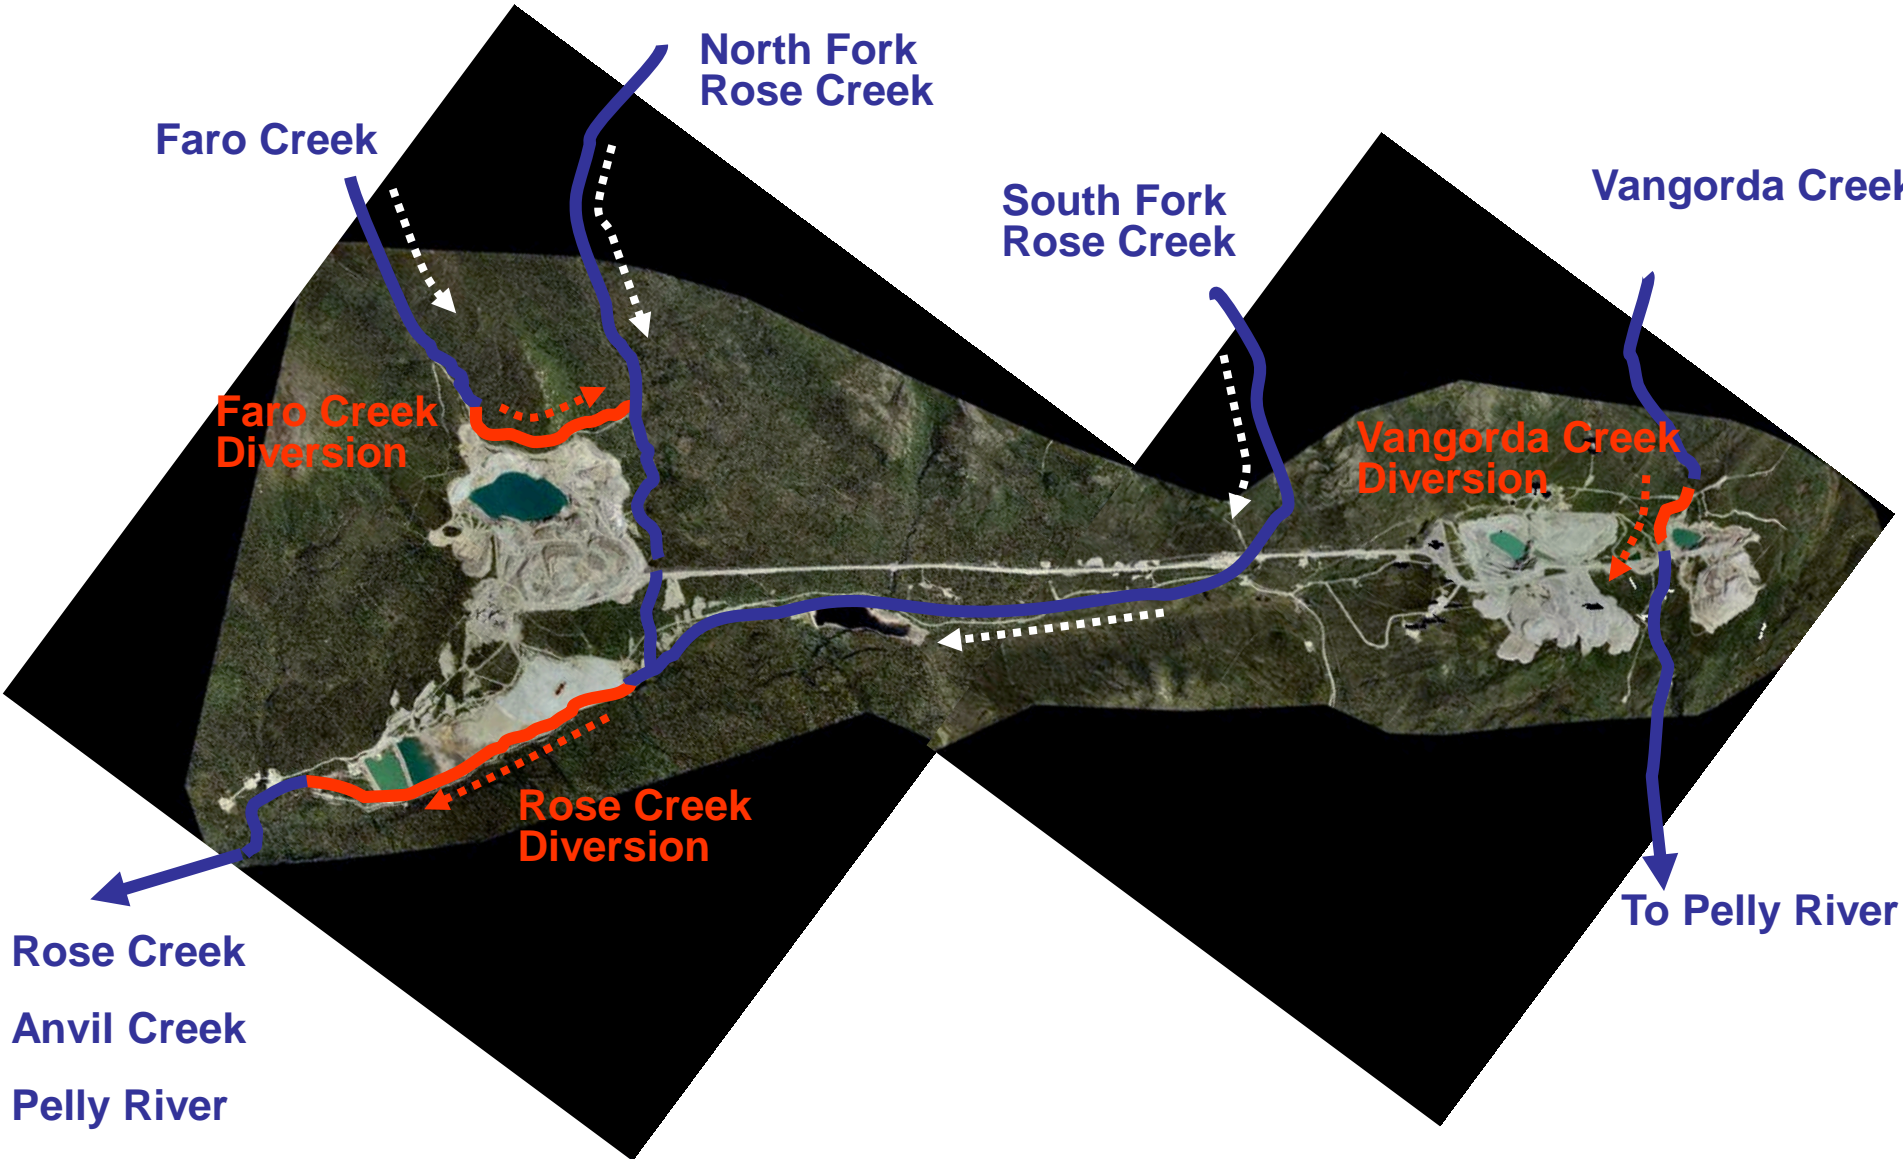 North Fork
Rose Creek
Faro Creek
South Fork
Rose Creek
Vangorda Creek
Faro Creek
Diversion
Vangorda Creek
Diversion
Rose Creek
Diversion
To Pelly River
Rose Creek
Anvil Creek
Pelly River